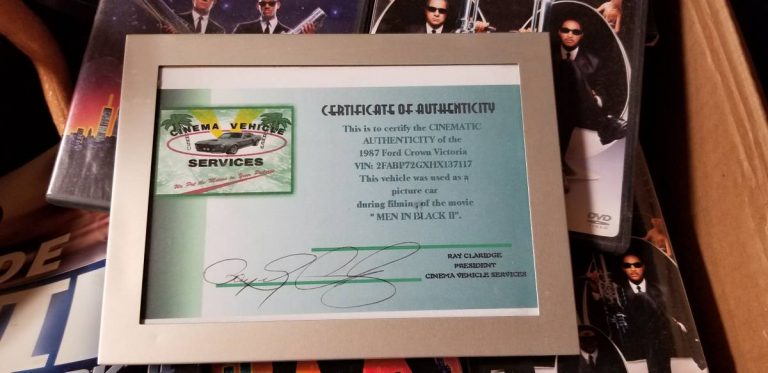 CERTIFICATE OF AUTHENTICITY
CINEMA VEHICLE
SERVICES
We Put the Motion in Your Picture
This is to certify the CINEMATIC
AUTHENTICITY of the
1987 Ford Crown Victoria
VIN: 2FABP72GXHX137117
This vehicle was used as a
picture car
during filming of the movie
" MEN IN BLACK II".
RAY CLARIDGE
PRESIDENT
CINEMA VEHICLE SERVICES
DVD
DE